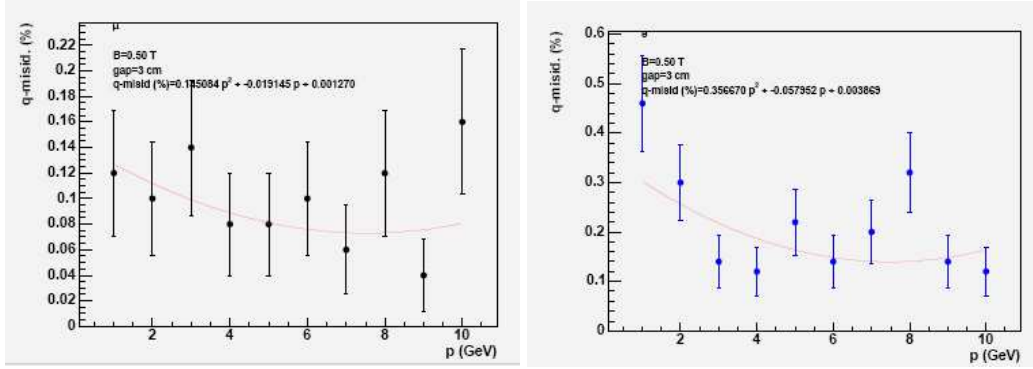 q-misid. (%)
μ
B=0.50 T
gap=3 cm
q-misid (%)=0.145084 p² + -0.019145 p + 0.001270
0.22
0.2
0.18
0.16
0.14
0.12
0.1
0.08
0.06
0.04
0.02
0
2 4 6 8 10
p (GeV)
q-misid. (%)
e
B=0.50 T
gap=3 cm
q-misid (%)=0.356670 p² + -0.057952 p + 0.003869
0.6
0.5
0.4
0.3
0.2
0.1
0
2 4 6 8 10
p (GeV)